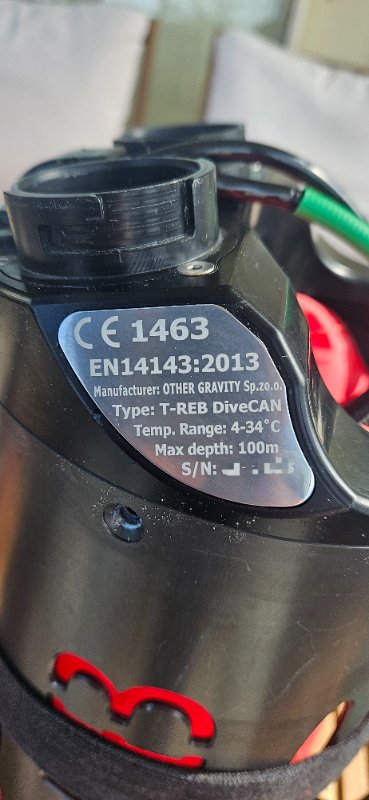 CE 1463
EN14143:2013
Manufacturer: OTHER GRAVITY Sp.zo.o.
Type: T-REB DiveCAN
Temp. Range: 4-34°C
Max depth: 100m
S/N: